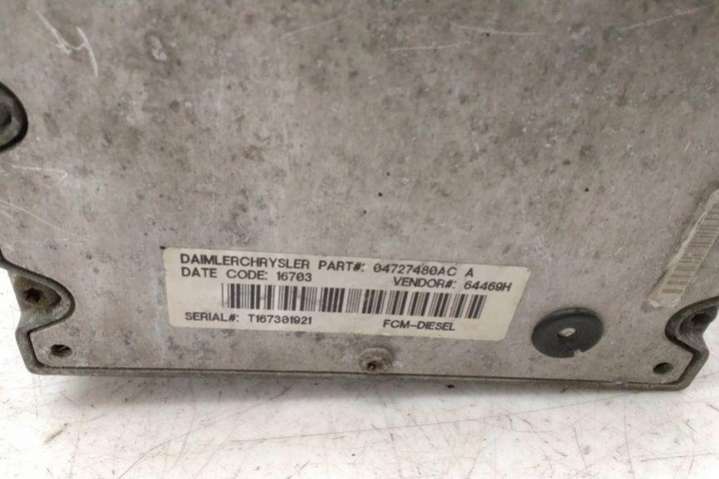 DAIMLERCHRYSLER PART#: 04727480AC A
DATE CODE: 16703 VENDOR#: 64469H
SERIAL#: T167301921 FCM-DIESEL